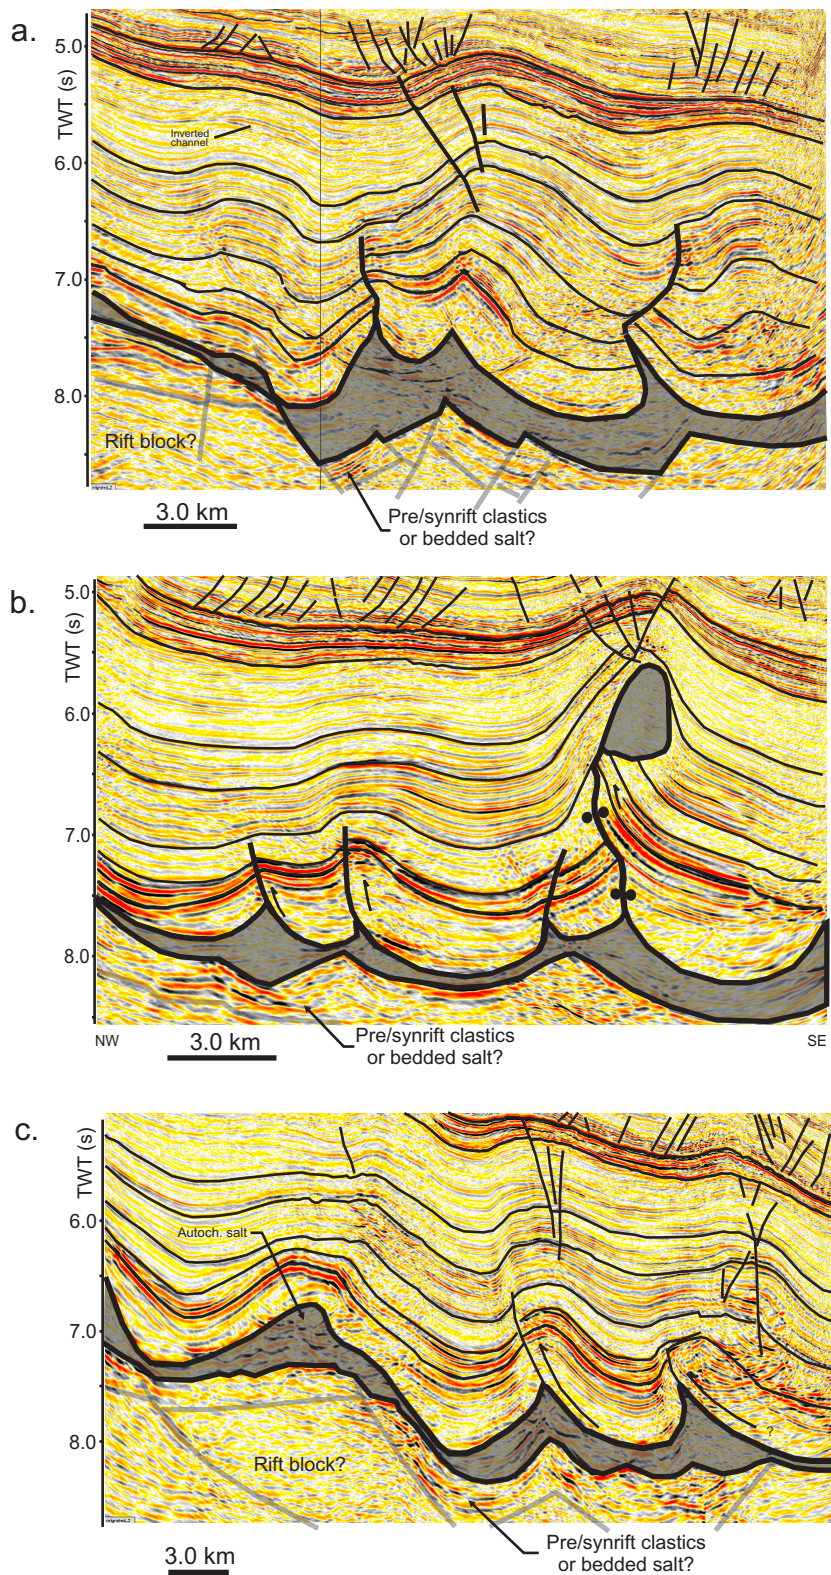 a.
5.0
TWT (s)
Inverted
channel
6.0
7.0
8.0
Rift block?
3.0 km
Pre/synrift clastics
or bedded salt?
b.
5.0
TWT (s)
6.0
7.0
8.0
NW
SE
3.0 km
Pre/synrift clastics
or bedded salt?
c.
TWT (s)
6.0
Autoch. salt
7.0
8.0
Rift block?
?
3.0 km
Pre/synrift clastics
or bedded salt?